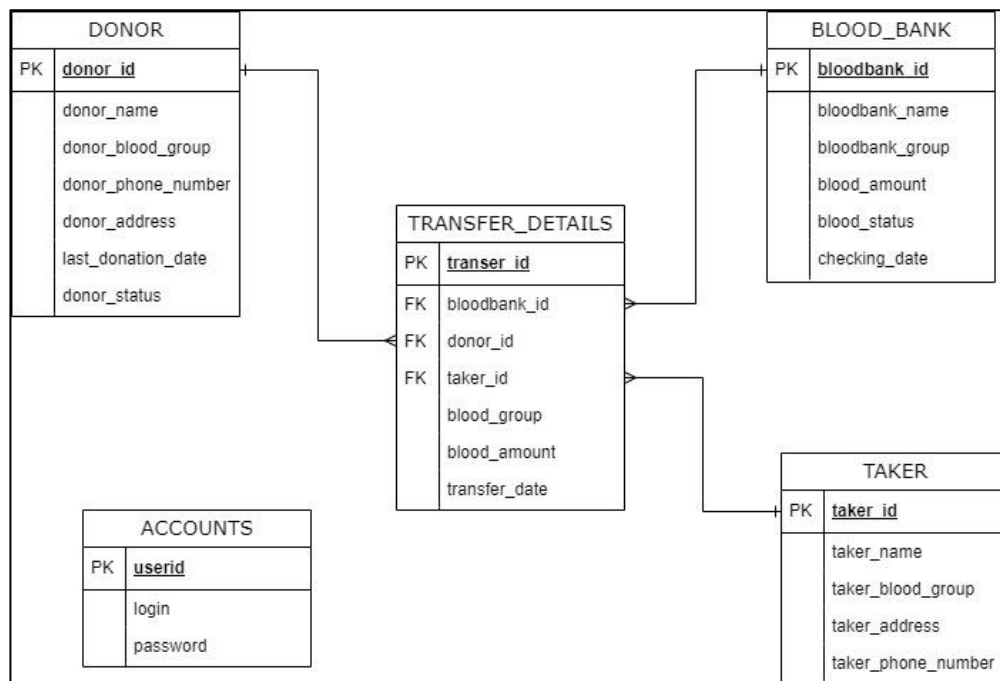 DONOR
PK donor_id
donor_name
donor_blood_group
donor_phone_number
donor_address
last_donation_date
donor_status
BLOOD_BANK
PK bloodbank_id
bloodbank_name
bloodbank_group
blood_amount
blood_status
checking_date
TRANSFER_DETAILS
PK transer_id
FK bloodbank_id
FK donor_id
FK taker_id
blood_group
blood_amount
transfer_date
ACCOUNTS
PK userid
login
password
TAKER
PK taker_id
taker_name
taker_blood_group
taker_address
taker_phone_number